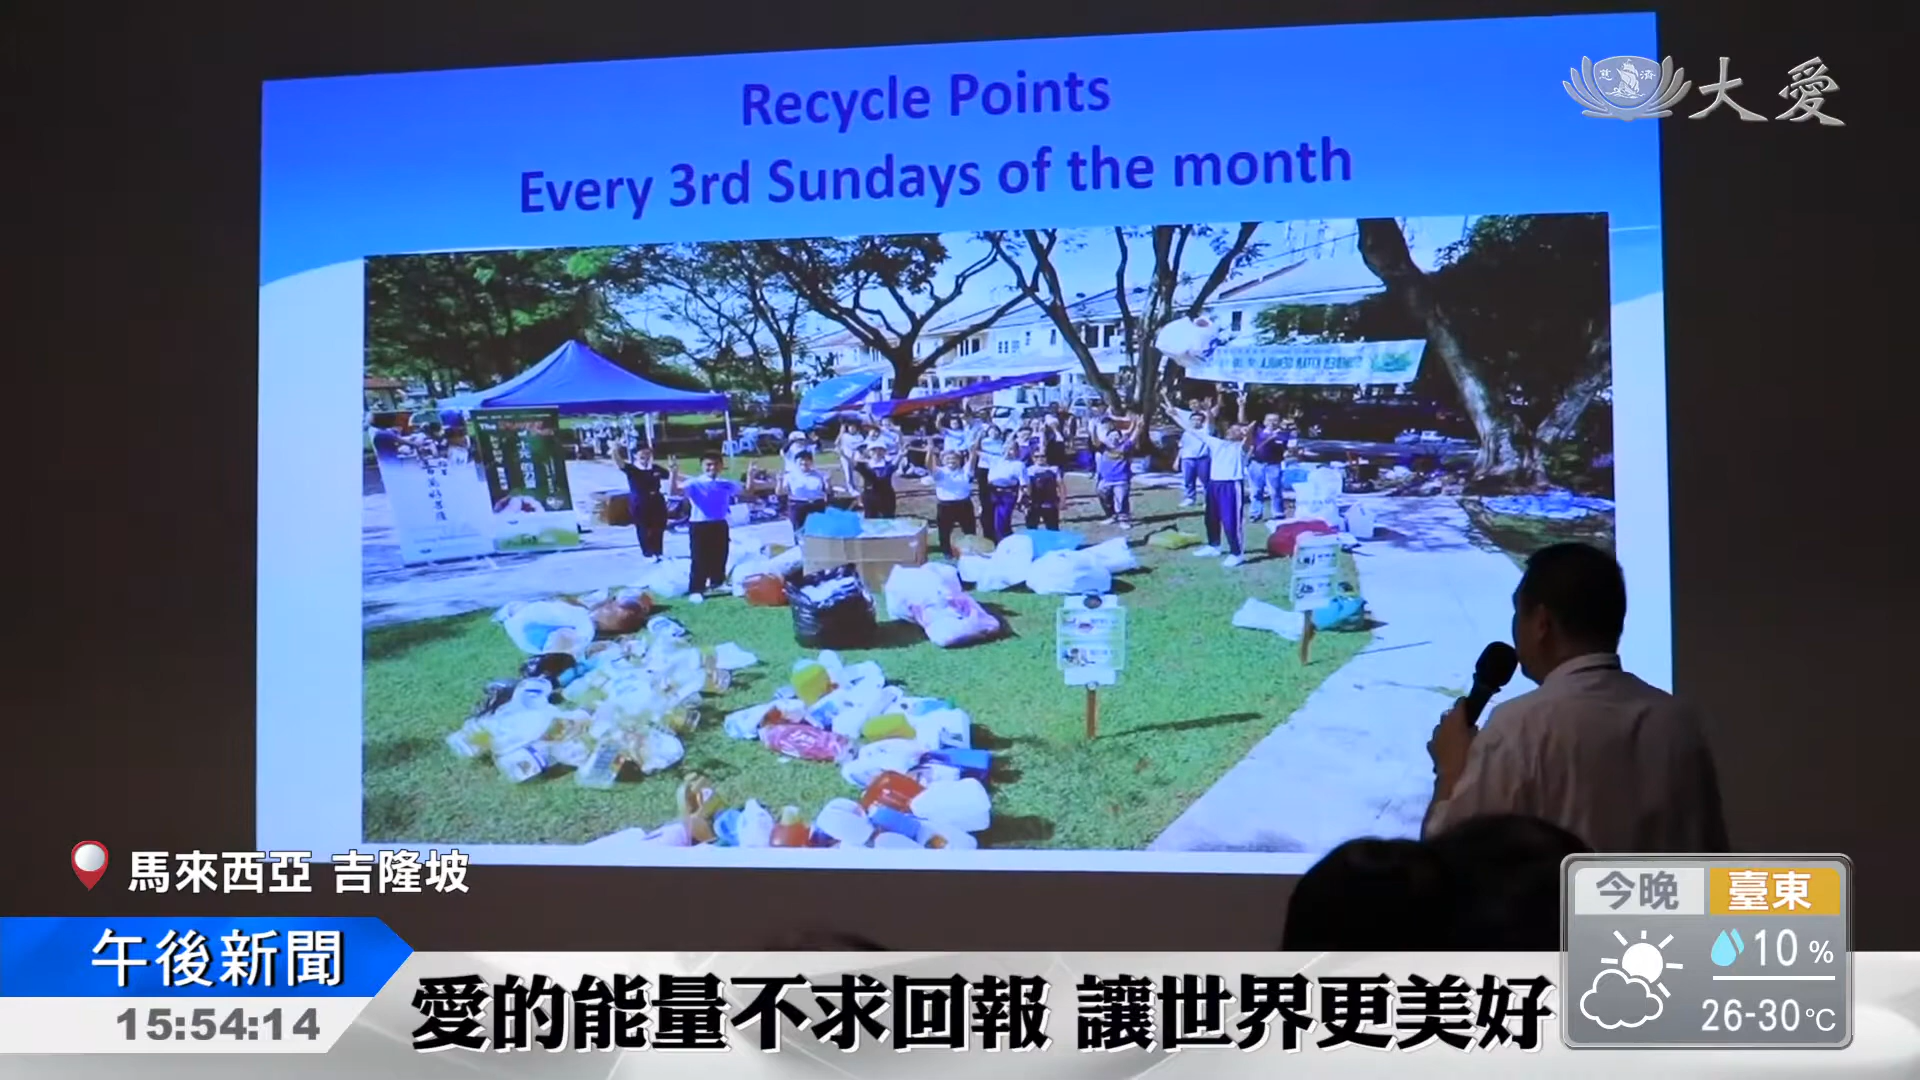 Recycle Points
Every 3rd Sundays of the month
慈濟
大愛
馬來西亞 吉隆坡
午後新聞
15:54:14
愛的能量不求回報 讓世界更美好
今晚 臺東
10 %
26-30°C